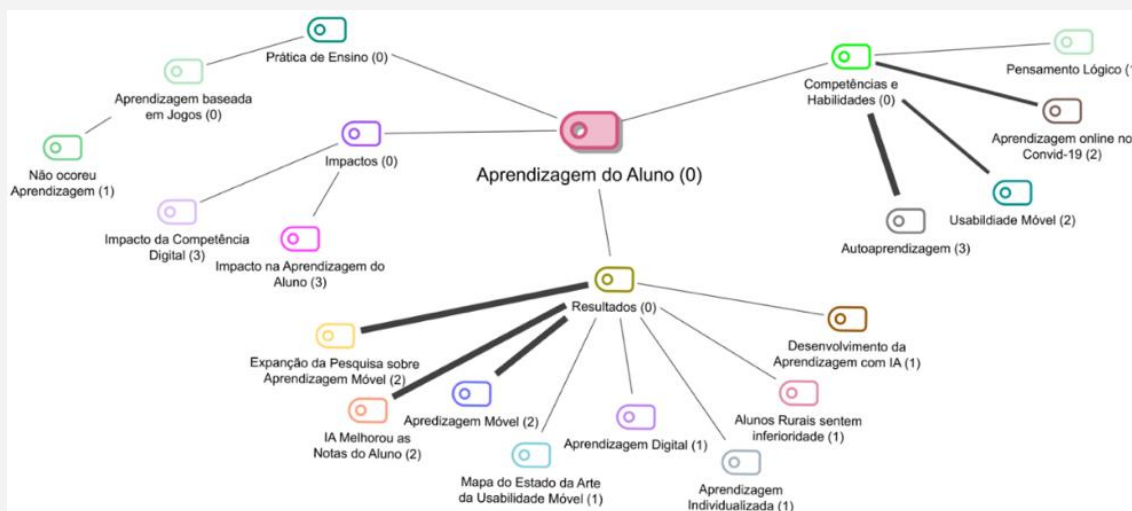 Prática de Ensino (0)
Aprendizagem baseada
em Jogos (0)
Não ocoreu
Aprendizagem (1)
Impactos (0)
Impacto da Competência
Digital (3)
Impacto na Aprendizagem do
Aluno (3)
Aprendizagem do Aluno (0)
Competências e
Habilidades (0)
Pensamento Lógico (1
Aprendizagem online no
Convid-19 (2)
Usabildiade Móvel (2)
Autoaprendizagem (3)
Resultados (0)
Expanção da Pesquisa sobre
Aprendizagem Móvel (2)
IA Melhorou as
Notas do Aluno (2)
Apredizagem Móvel (2)
Mapa do Estado da Arte
da Usabilidade Móvel (1)
Aprendizagem Digital (1)
Aprendizagem
Individualizada (1)
Alunos Rurais sentem
inferioridade (1)
Desenvolvimento da
Aprendizagem com IA (1)